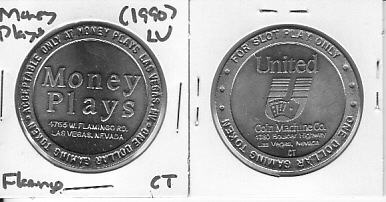 Money
Plays
(1990)
LV
ACCEPTABLE ONLY AT MONEY PLAYS, LAS VEGAS, NV
ONE DOLLAR GAMING TOKEN
Money
Plays
4755 W. FLAMINGO RD.
LAS VEGAS, NEVADA
Flamingo
CT
FOR SLOT PLAY ONLY
United
Coin Machine Co.
Las Vegas, Nevada
CT
ONE DOLLAR GAMING TOKEN